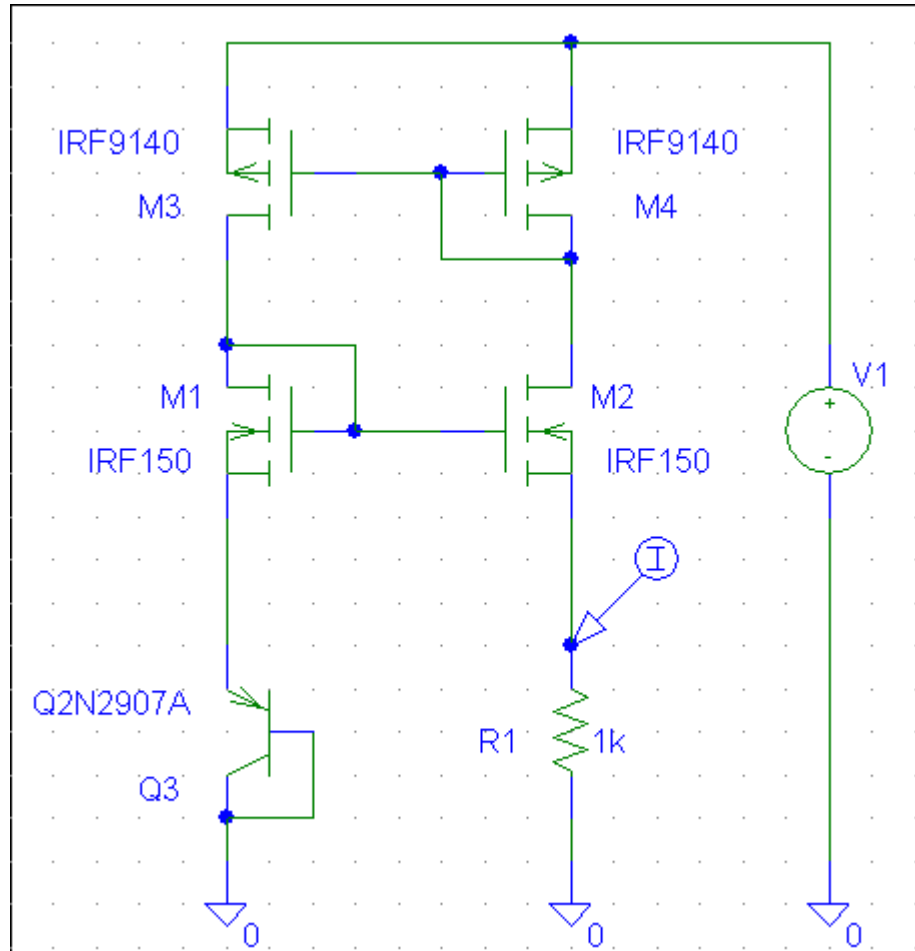 IRF9140
IRF9140
M3
M4
M1
M2
V1
+
IRF150
IRF150
-
I
Q2N2907A
R1
1k
Q3
0
0
0